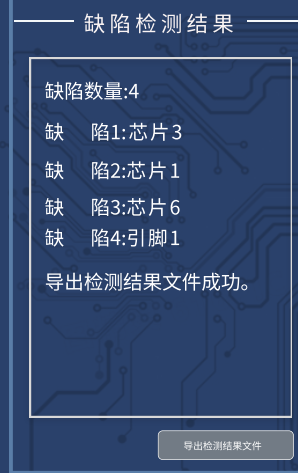 缺陷检测结果
缺陷数量:4
缺 陷1:芯片3
缺 陷2:芯片1
缺 陷3:芯片6
缺 陷4:引脚1
导出检测结果文件成功。
导出检测结果文件